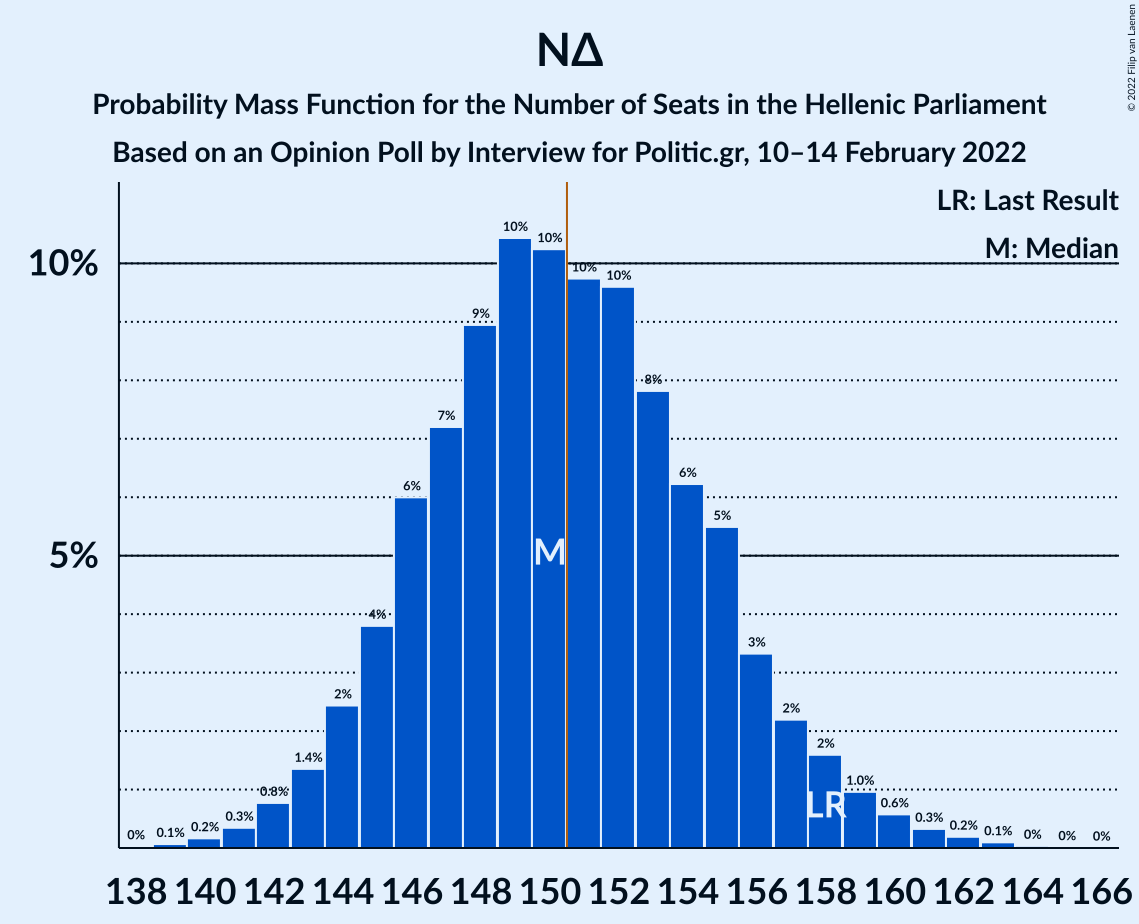 © 2022 Filip van Laenen
ΝΔ
Probability Mass Function for the Number of Seats in the Hellenic Parliament
Based on an Opinion Poll by Interview for Politic.gr, 10–14 February 2022
LR: Last Result
M: Median
10%
5%
0% 0.1% 0.2% 0.3% 0.8% 1.4% 2% 4% 6% 7% 9% 10% 10% 10% 10% 8% 6% 5% 3% 2% 2% 1.0% 0.6% 0.3% 0.2% 0.1% 0% 0% 0%
M
LR
138 140 142 144 146 148 150 152 154 156 158 160 162 164 166